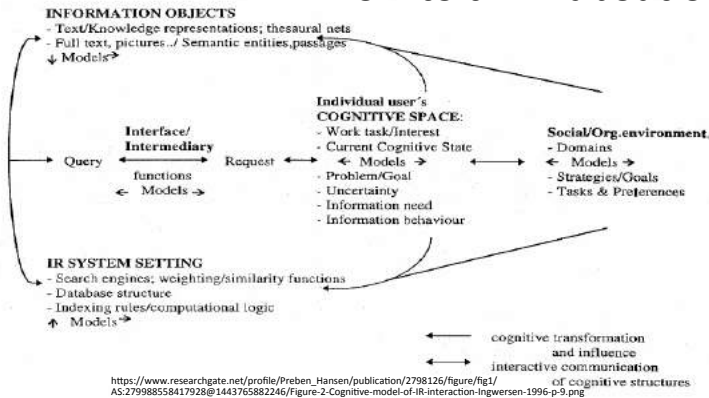 INFORMATION OBJECTS
- Text/Knowledge representations; thesaural nets
- Full text, pictures../ Semantic entities,passages
↓ Models→
Individual user´s
COGNITIVE SPACE:
- Work task/Interest
- Current Cognitive State
← Models →
- Problem/Goal
- Uncertainty
- Information need
- Information behaviour
Interface/
Intermediary
Query
Request
functions
← Models →
Social/Org.environment
- Domains
← Models →
- Strategies/Goals
- Tasks & Preferences
IR SYSTEM SETTING
- Search engines; weighting/similarity functions
- Database structure
- Indexing rules/computational logic
↑ Models→
cognitive transformation
and influence
interactive communication
of cognitive structures
https://www.researchgate.net/profile/Preben_Hansen/publication/2798126/figure/fig1/
AS:279988558417928@1443765882246/Figure-2-Cognitive-model-of-IR-interaction-Ingwersen-1996-p-9.png